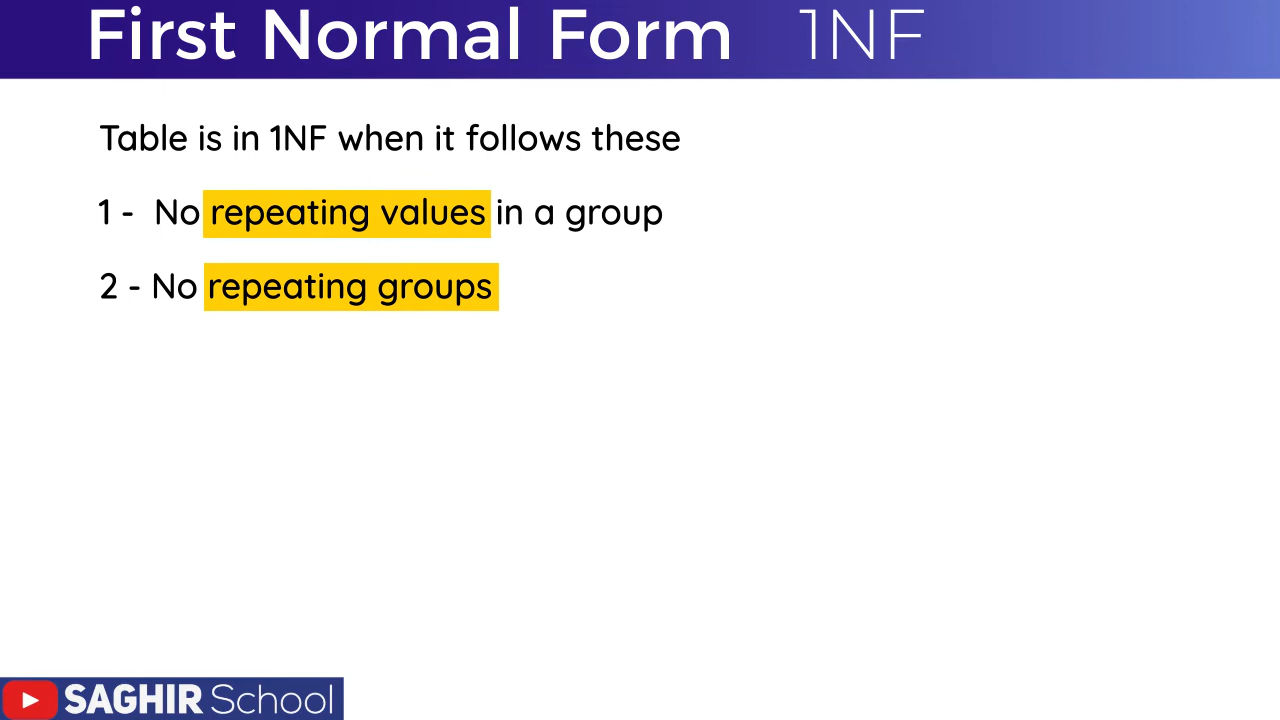 First Normal Form 1NF
Table is in 1NF when it follows these
1 - No repeating values in a group
2 - No repeating groups
SAGHIR School